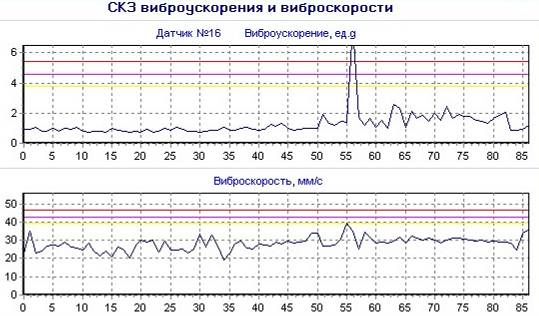 СКЗ виброускорения и виброскорости
Датчик №16 Виброускорение, ед.g
6
4
2
0
0 5 10 15 20 25 30 35 40 45 50 55 60 65 70 75 80 85
Виброскорость, мм/с
50
40
30
20
10
0
0 5 10 15 20 25 30 35 40 45 50 55 60 65 70 75 80 85